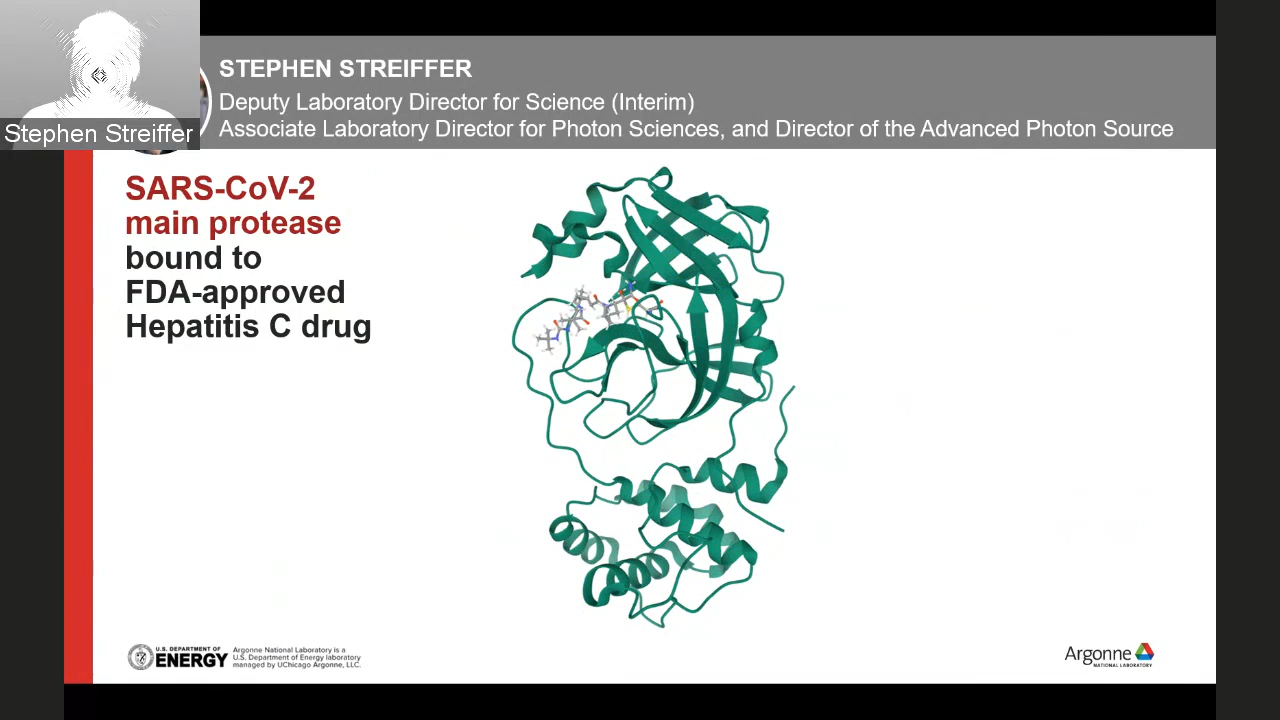 STEPHEN STREIFFER
Deputy Laboratory Director for Science (Interim)
Associate Laboratory Director for Photon Sciences, and Director of the Advanced Photon Source
Stephen Streiffer
SARS-CoV-2
main protease
bound to
FDA-approved
Hepatitis C drug
U.S. DEPARTMENT OF
ENERGY
Argonne National Laboratory is a
U.S. Department of Energy laboratory
managed by UChicago Argonne, LLC.
Argonne
NATIONAL LABORATORY